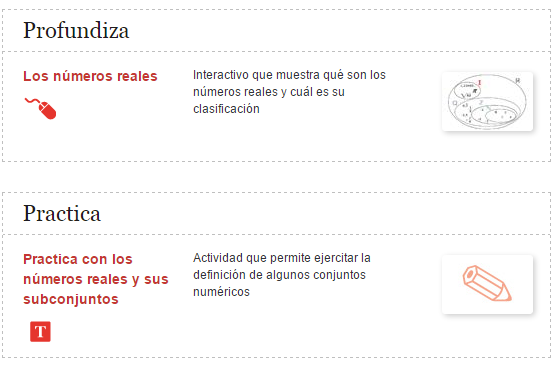 Profundiza
Los números reales
Interactivo que muestra qué son los
números reales y cuál es su
clasificación
Practica
Practica con los
números reales y sus
subconjuntos
T
Actividad que permite ejercitar la
definición de algunos conjuntos
numéricos